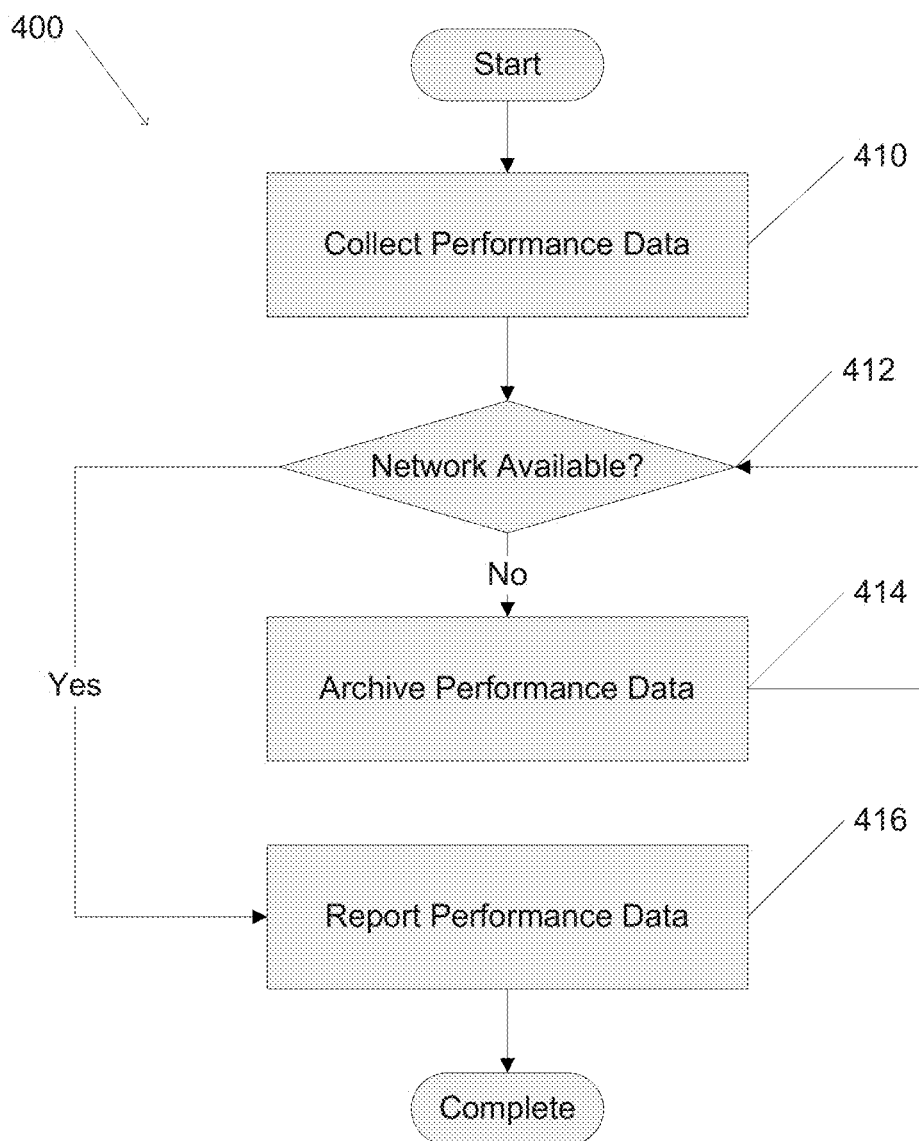 400
Start
410
Collect Performance Data
412
Network Available?
No
414
Archive Performance Data
Yes
416
Report Performance Data
Complete